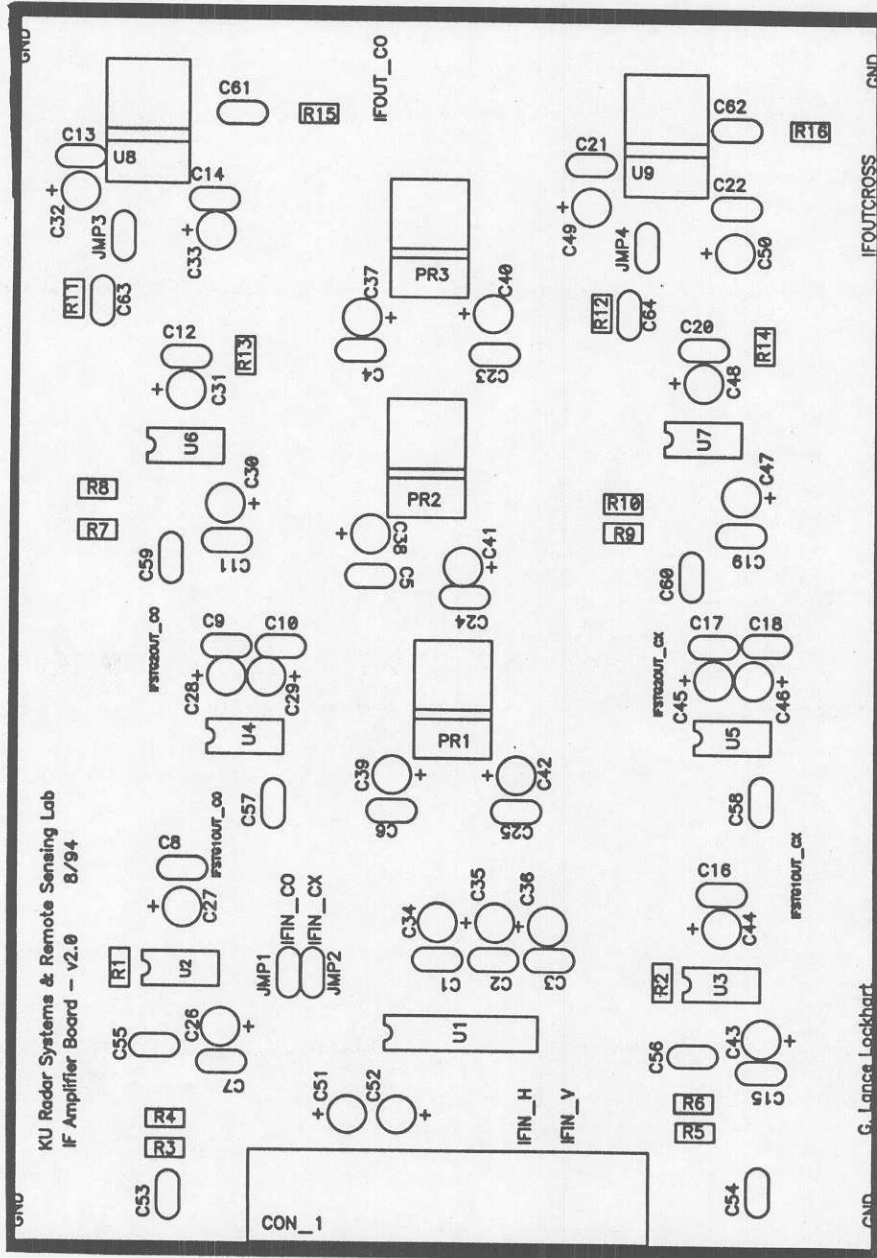 GND
GND
C61
R15
IFOUT_CO
C62
R16
C13
U8
C21
U9
C14
C22
C32
JMP3
C33
PR3
C49
JMP4
C50
IFOUTCROSS
R11
C63
C37
C40
R12
C64
C12
R13
C4
C23
C20
R14
C31
C48
U6
U7
R8
C30
PR2
R10
C47
R7
C59
C11
C38
C5
C41
C24
R9
C60
C19
IFSTG2OUT_CO
C9
C10
IFSTG2OUT_CX
C17
C18
C28
C29
C45
C46
U4
PR1
U5
C57
C39
C42
C58
C6
C25
KU Radar Systems & Remote Sensing Lab
IF Amplifier Board – v2.0 8/94
C8
IFSTG1OUT_CO
C27
IFIN_CO
IFIN_CX
C34
C35
C36
C16
IFSTG1OUT_CX
C44
R1
U2
JMP1
JMP2
C1
C2
C3
R2
U3
C55
C26
U1
C56
C43
C7
C51
C52
IFIN_H
IFIN_V
C15
R4
R3
R6
R5
C53
CON_1
C54
G. Lance Lockhart
GND
GND